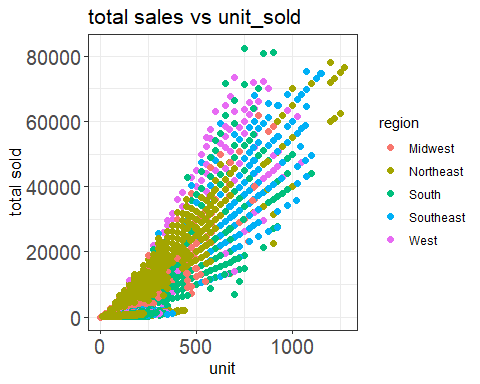 total sales vs unit_sold
80000
60000
40000
20000
0
total sold
0 500 1000
unit
region
Midwest
Northeast
South
Southeast
West